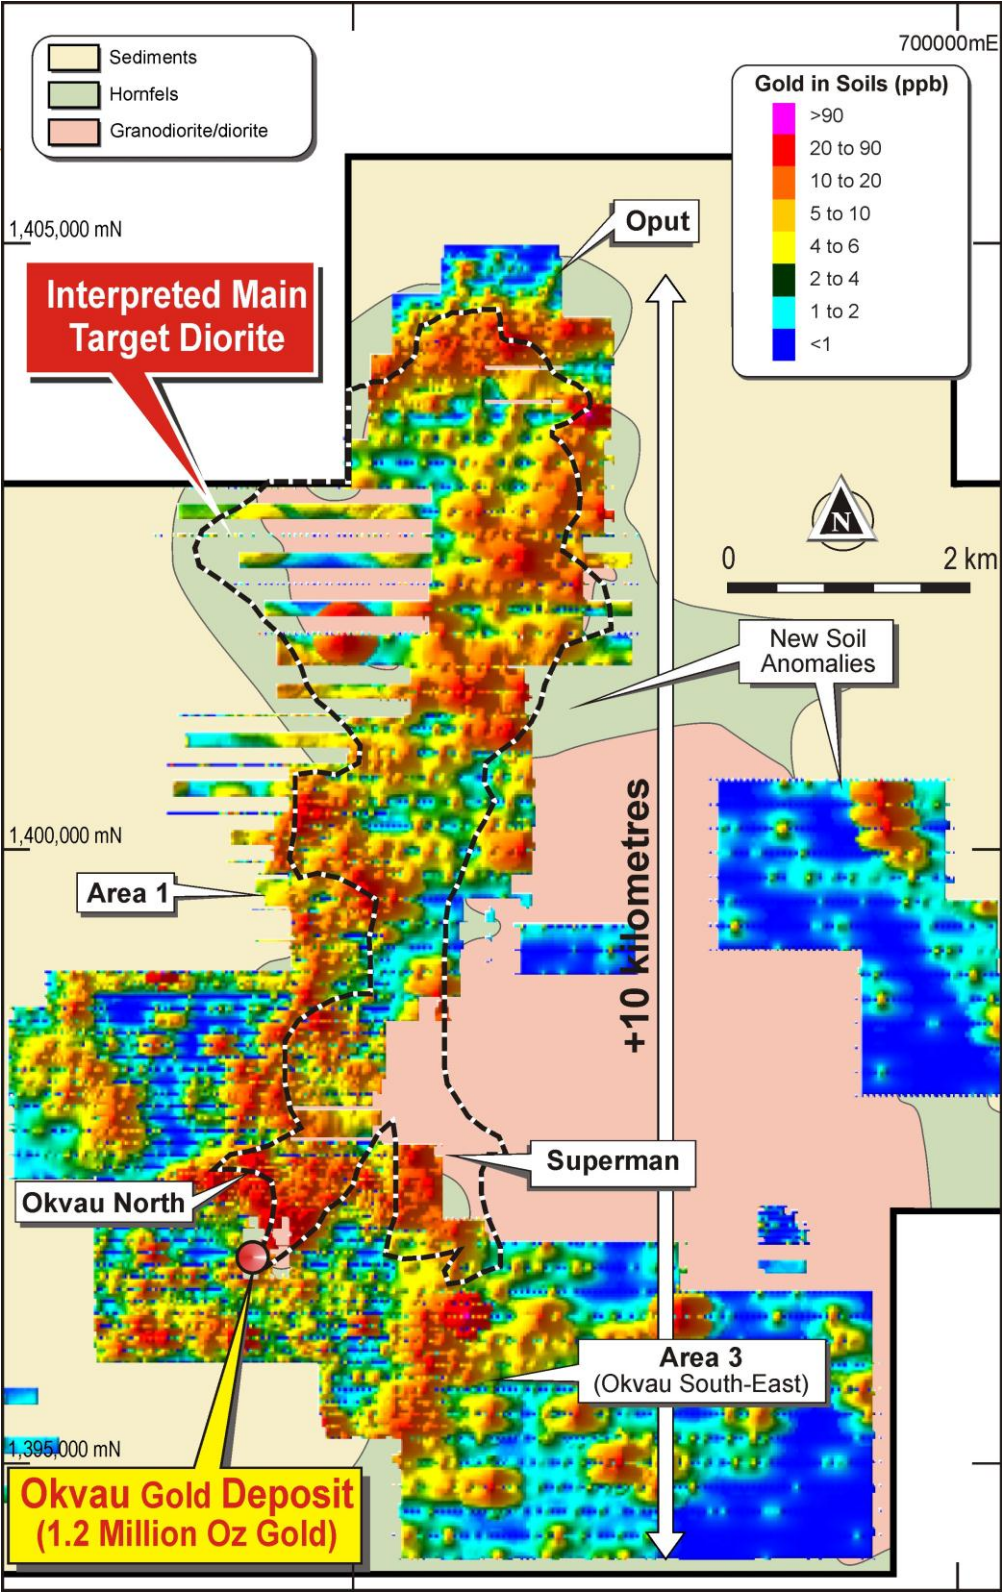 700000mE
Sediments
Hornfels
Granodiorite/diorite
Gold in Soils (ppb)
>90
20 to 90
10 to 20
5 to 10
4 to 6
2 to 4
1 to 2
<1
1,405,000 mN
Oput
Interpreted Main
Target Diorite
N
0 2 km
New Soil
Anomalies
1,400,000 mN
+10 kilometres
Area 1
Superman
Okvau North
Area 3
(Okvau South-East)
1,395,000 mN
Okvau Gold Deposit
(1.2 Million Oz Gold)